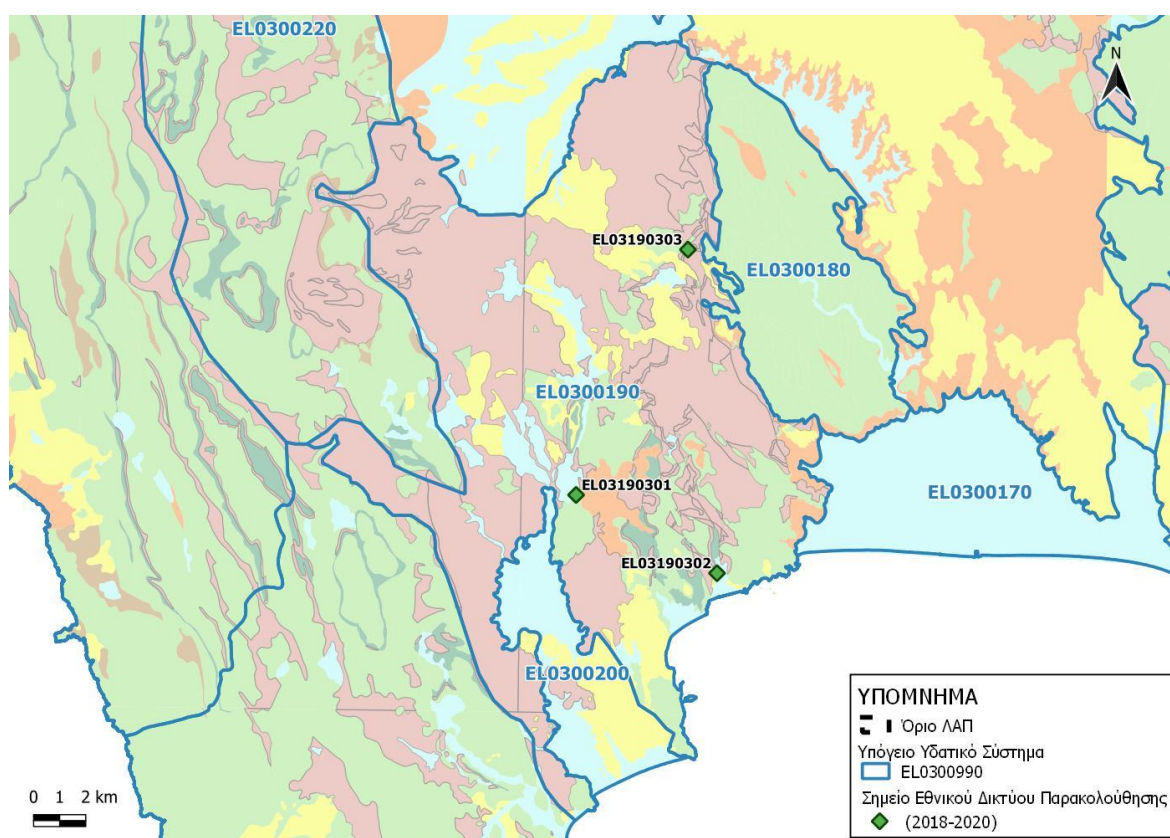 EL0300220
N
EL03190303
EL0300180
EL0300190
EL03190301
EL0300170
EL03190302
EL0300200
ΥΠΟΜΝΗΜΑ
Όριο ΛΑΠ
Υπόγειο Υδατικό Σύστημα
EL0300990
Σημείο Εθνικού Δικτύου Παρακολούθησης
(2018-2020)
0 1 2 km